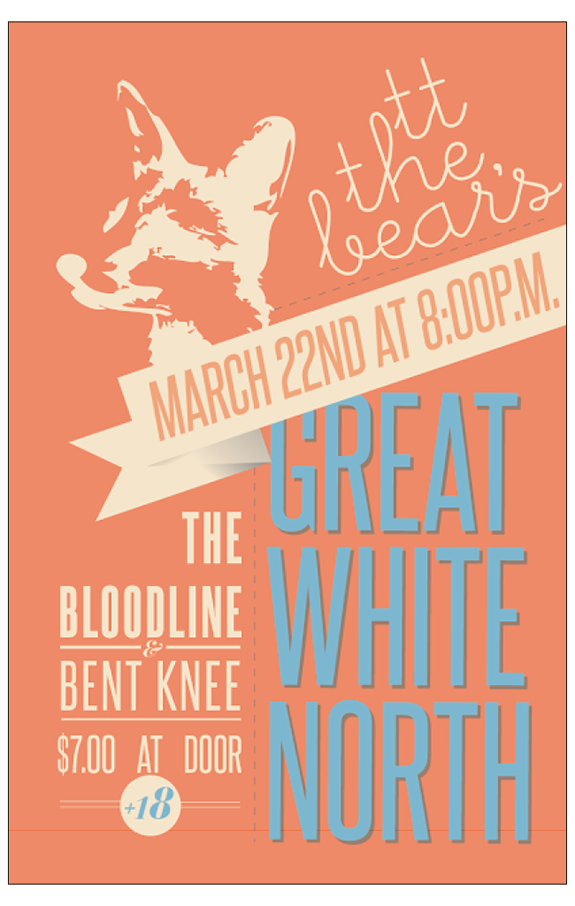 tt
the
bear's
MARCH 22ND AT 8:00P.M.
GREAT
WHITE
NORTH
THE
BLOODLINE
&
BENT KNEE
$7.00 AT DOOR
+18